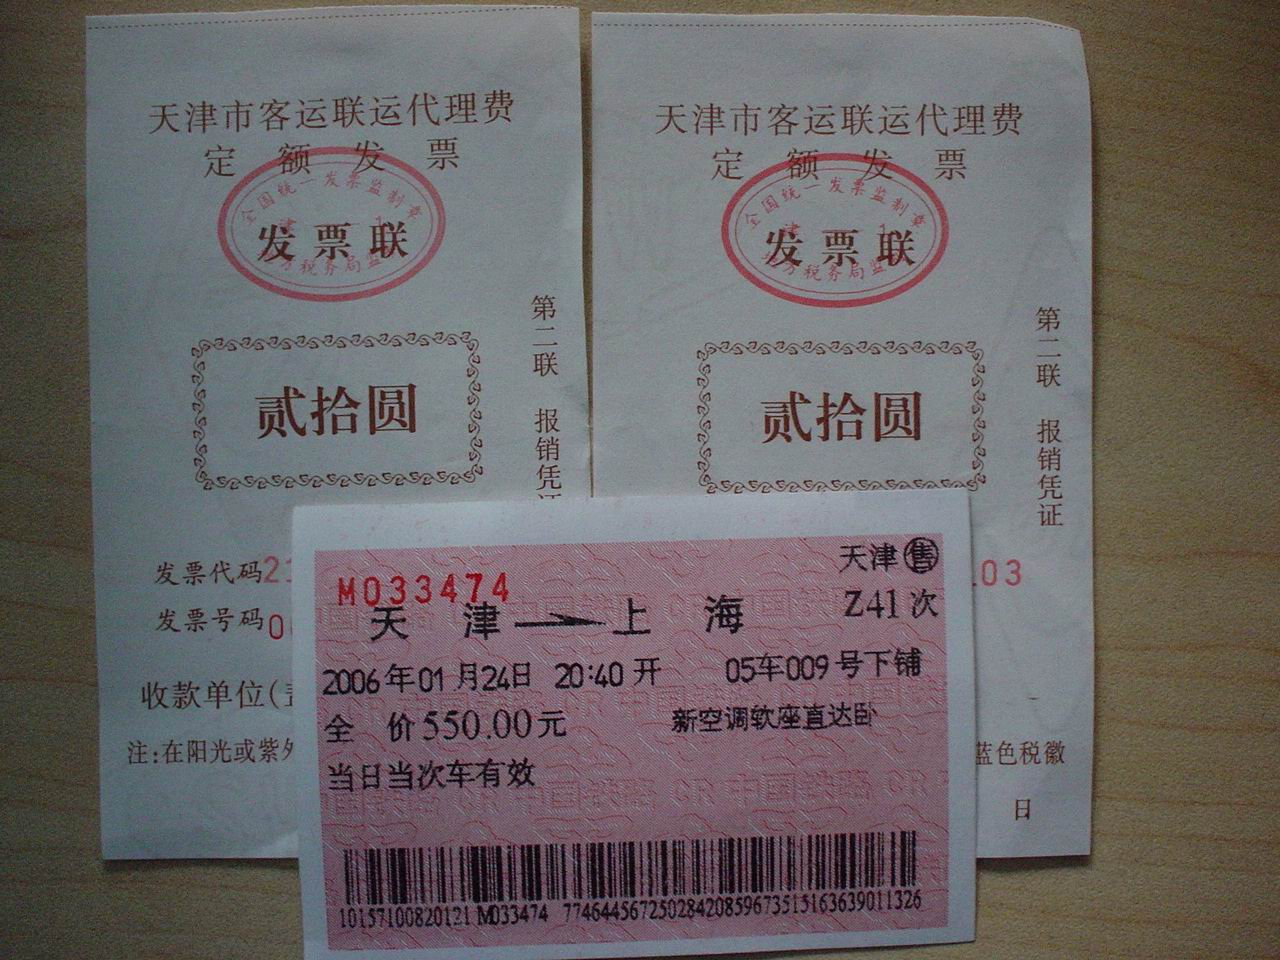 天津市客运联运代理费
定额发票
全国统一发票监制章
发票联
税务局监
贰拾圆
第二联 报销凭证
发票代码2
发票号码0
收款单位(
注:在阳光或紫外
天津市客运联运代理费
定额发票
全国统一发票监制章
发票联
税务局监
贰拾圆
第二联 报销凭证
03
蓝色税徽
日
天津售
M033474
天津→上海 Z41次
2006年01月24日 20:40开 05车009号下铺
全 价550.00元 新空调软座直达卧
当日当次车有效
10157100820121 M033474 77464456725028420859673515163639011326